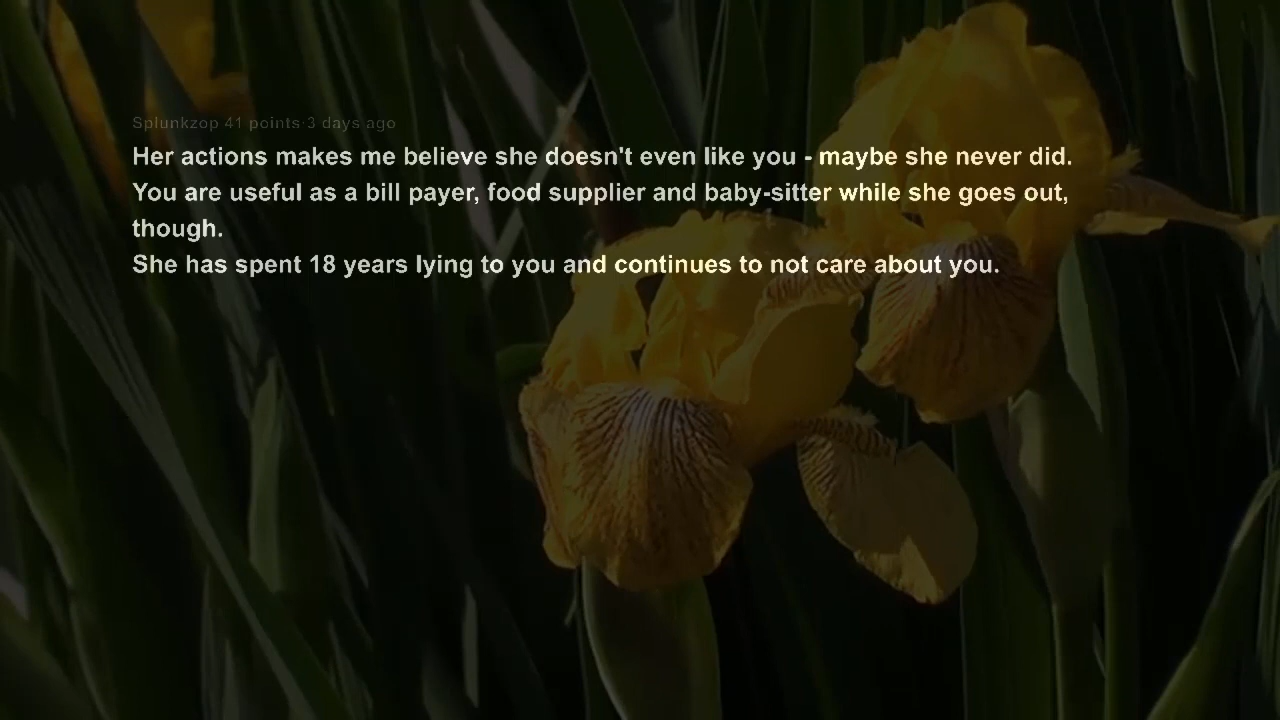 Splunkzop 41 points·3 days ago
Her actions makes me believe she doesn't even like you - maybe she never did.
You are useful as a bill payer, food supplier and baby-sitter while she goes out,
though.
She has spent 18 years lying to you and continues to not care about you.